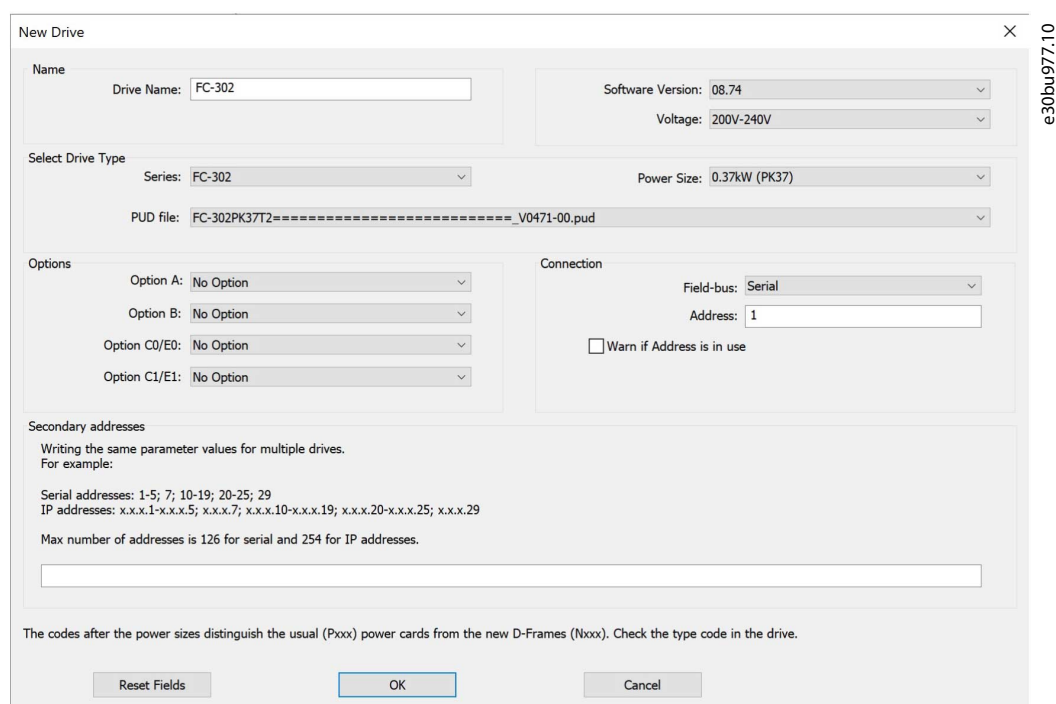 New Drive
Name
Drive Name: FC-302
Software Version: 08.74
Voltage: 200V-240V
Select Drive Type
Series: FC-302
Power Size: 0.37kW (PK37)
PUD file: FC-302PK37T2===========================_V0471-00.pud
Options
Option A: No Option
Option B: No Option
Option C0/E0: No Option
Option C1/E1: No Option
Connection
Field-bus: Serial
Address: 1
Warn if Address is in use
Secondary addresses
Writing the same parameter values for multiple drives.
For example:
Serial addresses: 1-5; 7; 10-19; 20-25; 29
IP addresses: x.x.x.1-x.x.x.5; x.x.x.7; x.x.x.10-x.x.x.19; x.x.x.20-x.x.x.25; x.x.x.29
Max number of addresses is 126 for serial and 254 for IP addresses.
The codes after the power sizes distinguish the usual (Pxxx) power cards from the new D-Frames (Nxxx). Check the type code in the drive.
Reset Fields
OK
Cancel
e30bu977.10